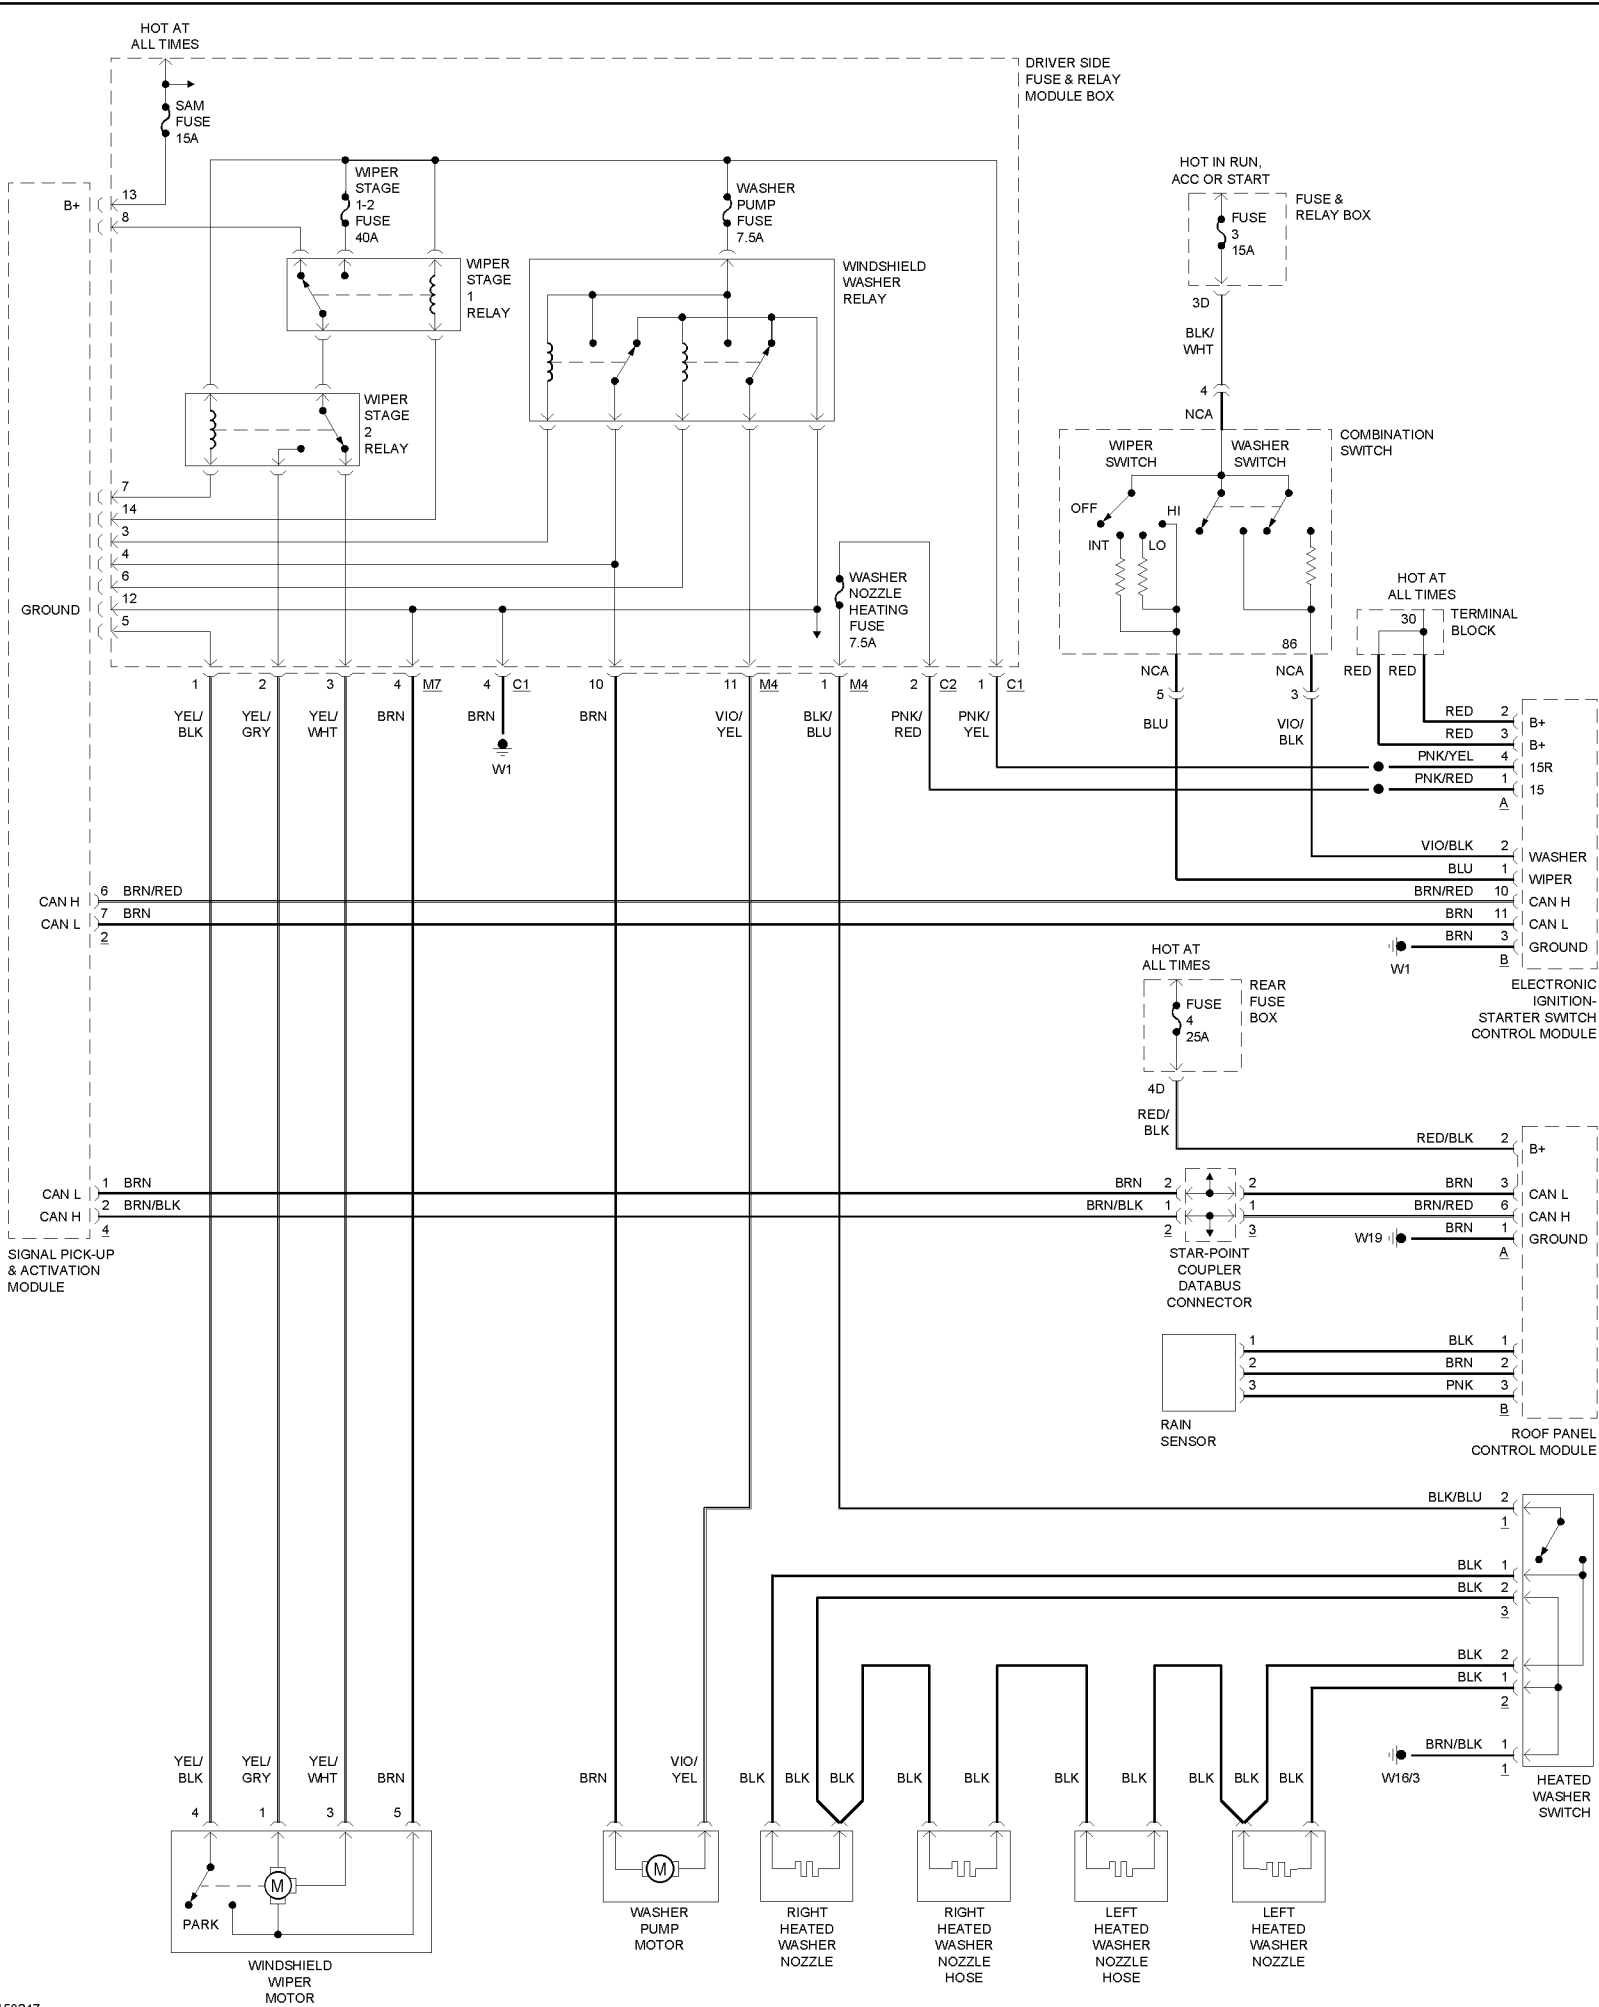 HOT AT
ALL TIMES
DRIVER SIDE
FUSE & RELAY
MODULE BOX
SAM
FUSE
15A
WIPER
STAGE
1-2
FUSE
40A
WASHER
PUMP
FUSE
7.5A
HOT IN RUN,
ACC OR START
FUSE &
RELAY BOX
FUSE
3
15A
B+
13
8
WIPER
STAGE
1
RELAY
WINDSHIELD
WASHER
RELAY
3D
BLK/
WHT
4
NCA
WIPER
STAGE
2
RELAY
COMBINATION
SWITCH
WIPER
SWITCH
WASHER
SWITCH
OFF
HI
INT
LO
7
14
3
4
6
12
GROUND
5
WASHER
NOZZLE
HEATING
FUSE
7.5A
HOT AT
ALL TIMES
30
TERMINAL
BLOCK
86
NCA
NCA
RED
RED
5
3
BLU
VIO/
BLK
1
2
3
4
M7
4
C1
10
11
M4
1
M4
2
C2
1
C1
YEL/
BLK
YEL/
GRY
YEL/
WHT
BRN
BRN
BRN
VIO/
YEL
BLK/
BLU
PNK/
RED
PNK/
YEL
W1
RED 2 B+
RED 3 B+
PNK/YEL 4 15R
PNK/RED 1 15
A
VIO/BLK 2 WASHER
BLU 1 WIPER
CAN H 6 BRN/RED
BRN/RED 10 CAN H
CAN L 7 BRN
BRN 11 CAN L
2
BRN 3 GROUND
W1
B
ELECTRONIC
IGNITION-
STARTER SWITCH
CONTROL MODULE
HOT AT
ALL TIMES
REAR
FUSE
BOX
FUSE
4
25A
4D
RED/
BLK
RED/BLK 2 B+
CAN L 1 BRN
BRN 2
2
BRN 3 CAN L
CAN H 2 BRN/BLK
BRN/BLK 1
1
BRN/RED 6 CAN H
4
2
3
W19
BRN 1 GROUND
A
SIGNAL PICK-UP
& ACTIVATION
MODULE
STAR-POINT
COUPLER
DATABUS
CONNECTOR
1
BLK 1
2
BRN 2
3
PNK 3
B
RAIN
SENSOR
ROOF PANEL
CONTROL MODULE
BLK/BLU 2
1
BLK 1
BLK 2
3
BLK 2
BLK 1
2
BRN/BLK 1
1
W16/3
HEATED
WASHER
SWITCH
YEL/
BLK
YEL/
GRY
YEL/
WHT
BRN
BRN
VIO/
YEL
BLK
BLK
BLK
BLK
BLK
BLK
BLK
BLK
BLK
BLK
4
1
3
5
M
PARK
WINDSHIELD
WIPER
MOTOR
M
WASHER
PUMP
MOTOR
RIGHT
HEATED
WASHER
NOZZLE
RIGHT
HEATED
WASHER
NOZZLE
HOSE
LEFT
HEATED
WASHER
NOZZLE
HOSE
LEFT
HEATED
WASHER
NOZZLE